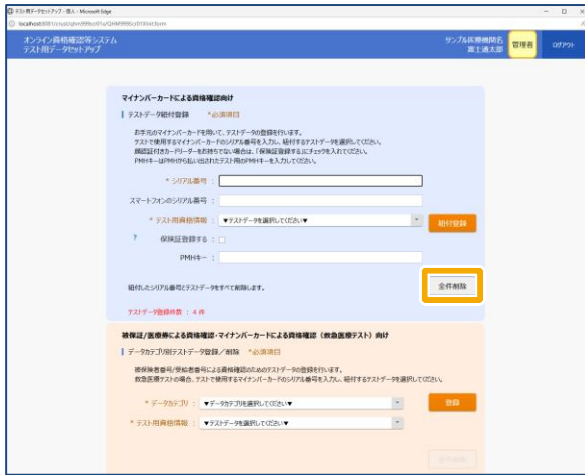 テスト用データセットアップ - 個人 - Microsoft Edge
オンライン資格確認等システム
テスト用データセットアップ
サンプル医療機関名
富士通太郎
管理者
ログアウト
マイナンバーカードによる資格確認向け
テストデータ紐付登録 *必須項目
お手元のマイナンバーカードを用いて、テストデータの登録を行います。
テストで使用するマイナンバーカードのシリアル番号を入力し、紐付するテストデータを選択してください。
顔認証付きカードリーダーをお持ちでない場合は、「保険証登録する」にチェックを入れてください。
PMHキーはPMHから払い出されたテスト用のPMHキーを入力してください。
* シリアル番号 :
スマートフォンのシリアル番号 :
* テスト用資格情報 : ▼テストデータを選択してください▼
紐付登録
? 保険証登録する :
PMHキー :
紐付したシリアル番号とテストデータをすべて削除します。
全件削除
テストデータ登録件数 : 4 件
被保証/医療券による資格確認・マイナンバーカードによる資格確認（救急医療テスト）向け
データカテゴリ別テストデータ登録／削除 *必須項目
被保険者番号/受給者番号による資格確認のためのテストデータの登録を行います。
救急医療テストの場合、テストで使用するマイナンバーカードのシリアル番号を入力し、紐付するテストデータを選択してください。
* データカテゴリ : ▼データカテゴリを選択してください▼
登録
* テスト用資格情報 : ▼テストデータを選択してください▼
全件削除